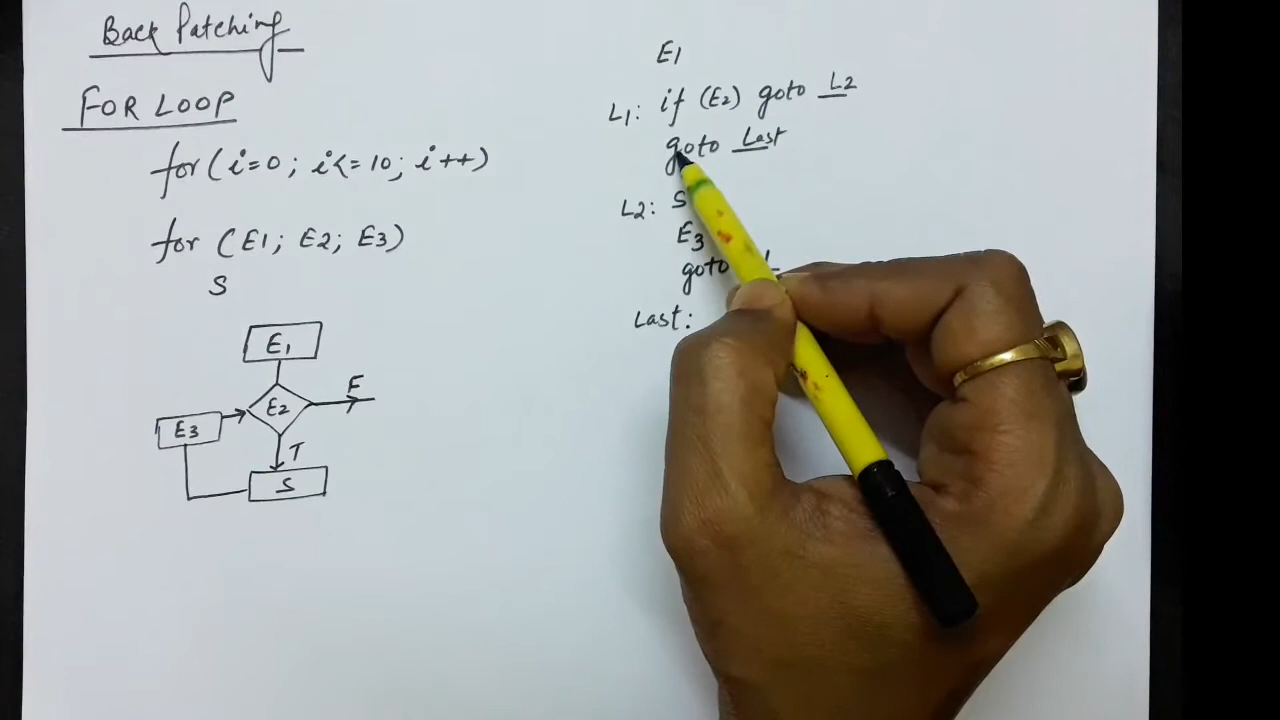 Back Patching
FOR LOOP
for (i=0; i<=10; i++)
for (E1; E2; E3)
S
E1
E2
F
E3
T
S
E1
L1: if (E2) goto L2
goto Last
L2: S
E3
goto
Last: